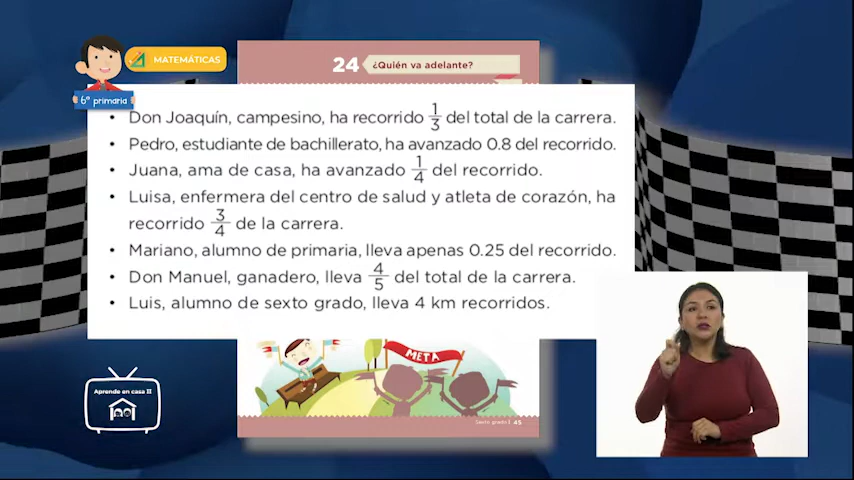 MATEMÁTICAS
6º primaria
24 ¿Quién va adelante?
• Don Joaquín, campesino, ha recorrido 1/3 del total de la carrera.
• Pedro, estudiante de bachillerato, ha avanzado 0.8 del recorrido.
• Juana, ama de casa, ha avanzado 1/4 del recorrido.
• Luisa, enfermera del centro de salud y atleta de corazón, ha
recorrido 3/4 de la carrera.
• Mariano, alumno de primaria, lleva apenas 0.25 del recorrido.
• Don Manuel, ganadero, lleva 4/5 del total de la carrera.
• Luis, alumno de sexto grado, lleva 4 km recorridos.
META
Aprende en casa II
Sexto grado | 45